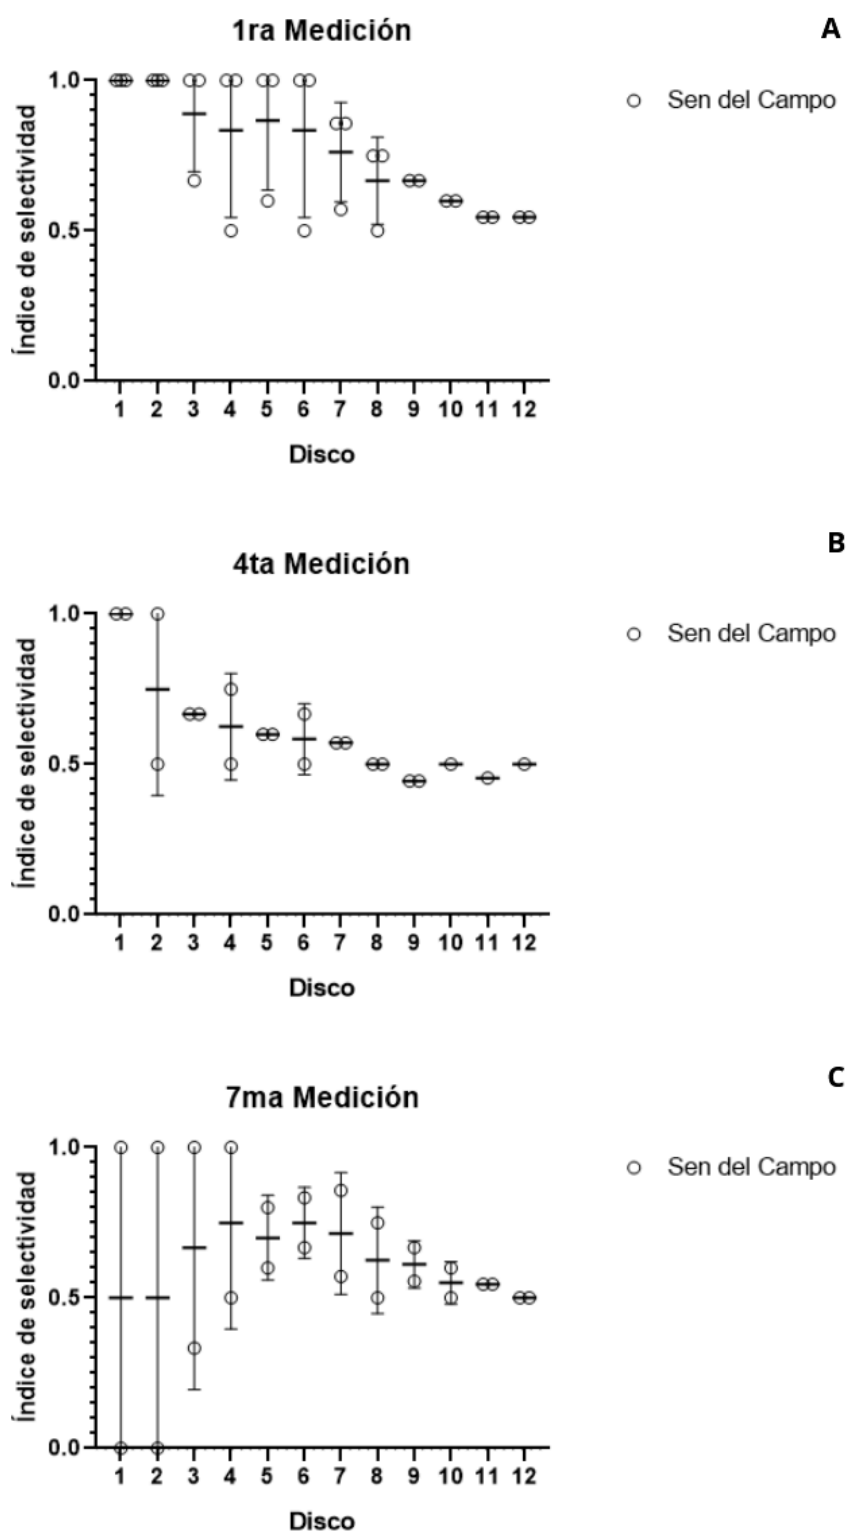 A
1ra Medición
Sen del Campo
Índice de selectividad
1.0
0.5
0.0
1 2 3 4 5 6 7 8 9 10 11 12
Disco
B
4ta Medición
Sen del Campo
Índice de selectividad
1.0
0.5
0.0
1 2 3 4 5 6 7 8 9 10 11 12
Disco
C
7ma Medición
Sen del Campo
Índice de selectividad
1.0
0.5
0.0
1 2 3 4 5 6 7 8 9 10 11 12
Disco